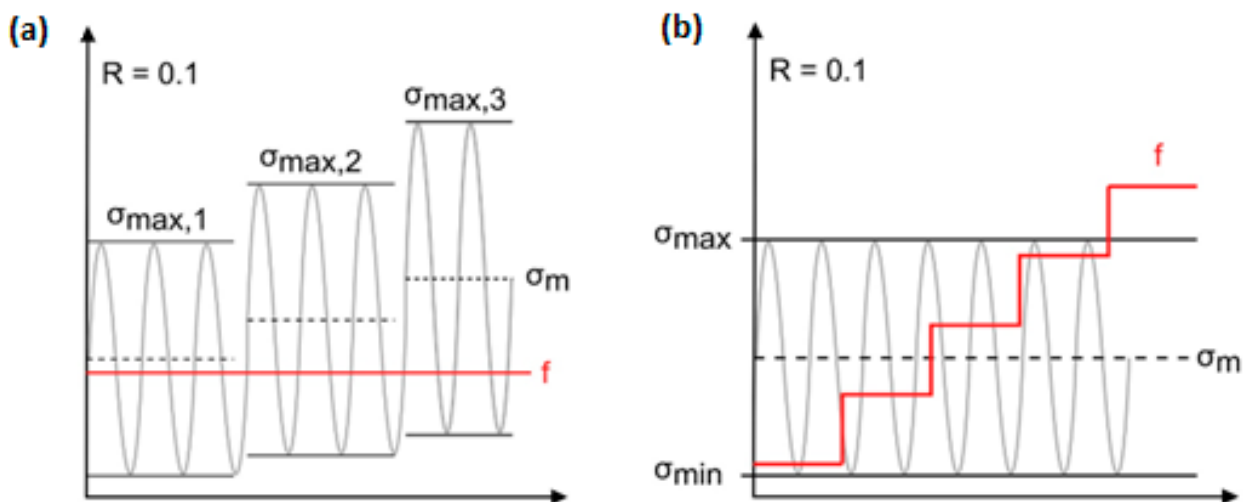 (a)
R = 0.1
σmax,1
σmax,2
σmax,3
σm
f
(b)
R = 0.1
f
σmax
σm
σmin